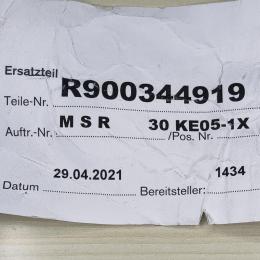 Ersatzteil
Teile-Nr. R900344919
Auftr.-Nr. M S R 30 KE05-1X /Pos. Nr.
Datum 29.04.2021 Bereitsteller: 1434